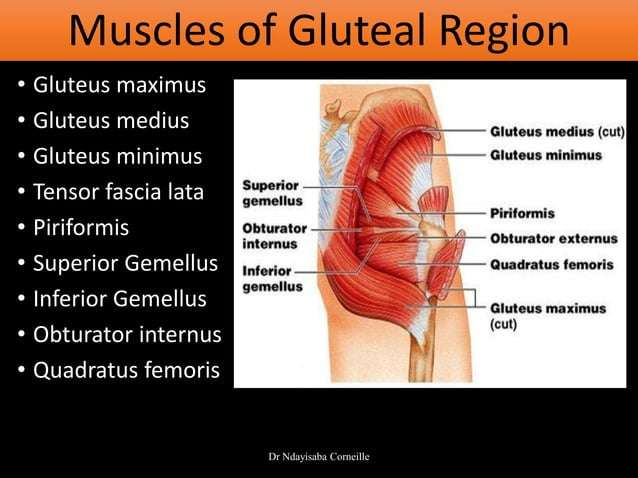 Muscles of Gluteal Region
• Gluteus maximus
• Gluteus medius
• Gluteus minimus
• Tensor fascia lata
• Piriformis
• Superior Gemellus
• Inferior Gemellus
• Obturator internus
• Quadratus femoris
Superior
gemellus
Obturator
internus
Inferior
gemellus
Gluteus medius (cut)
Gluteus minimus
Piriformis
Obturator externus
Quadratus femoris
Gluteus maximus
(cut)
Dr Ndayisaba Corneille